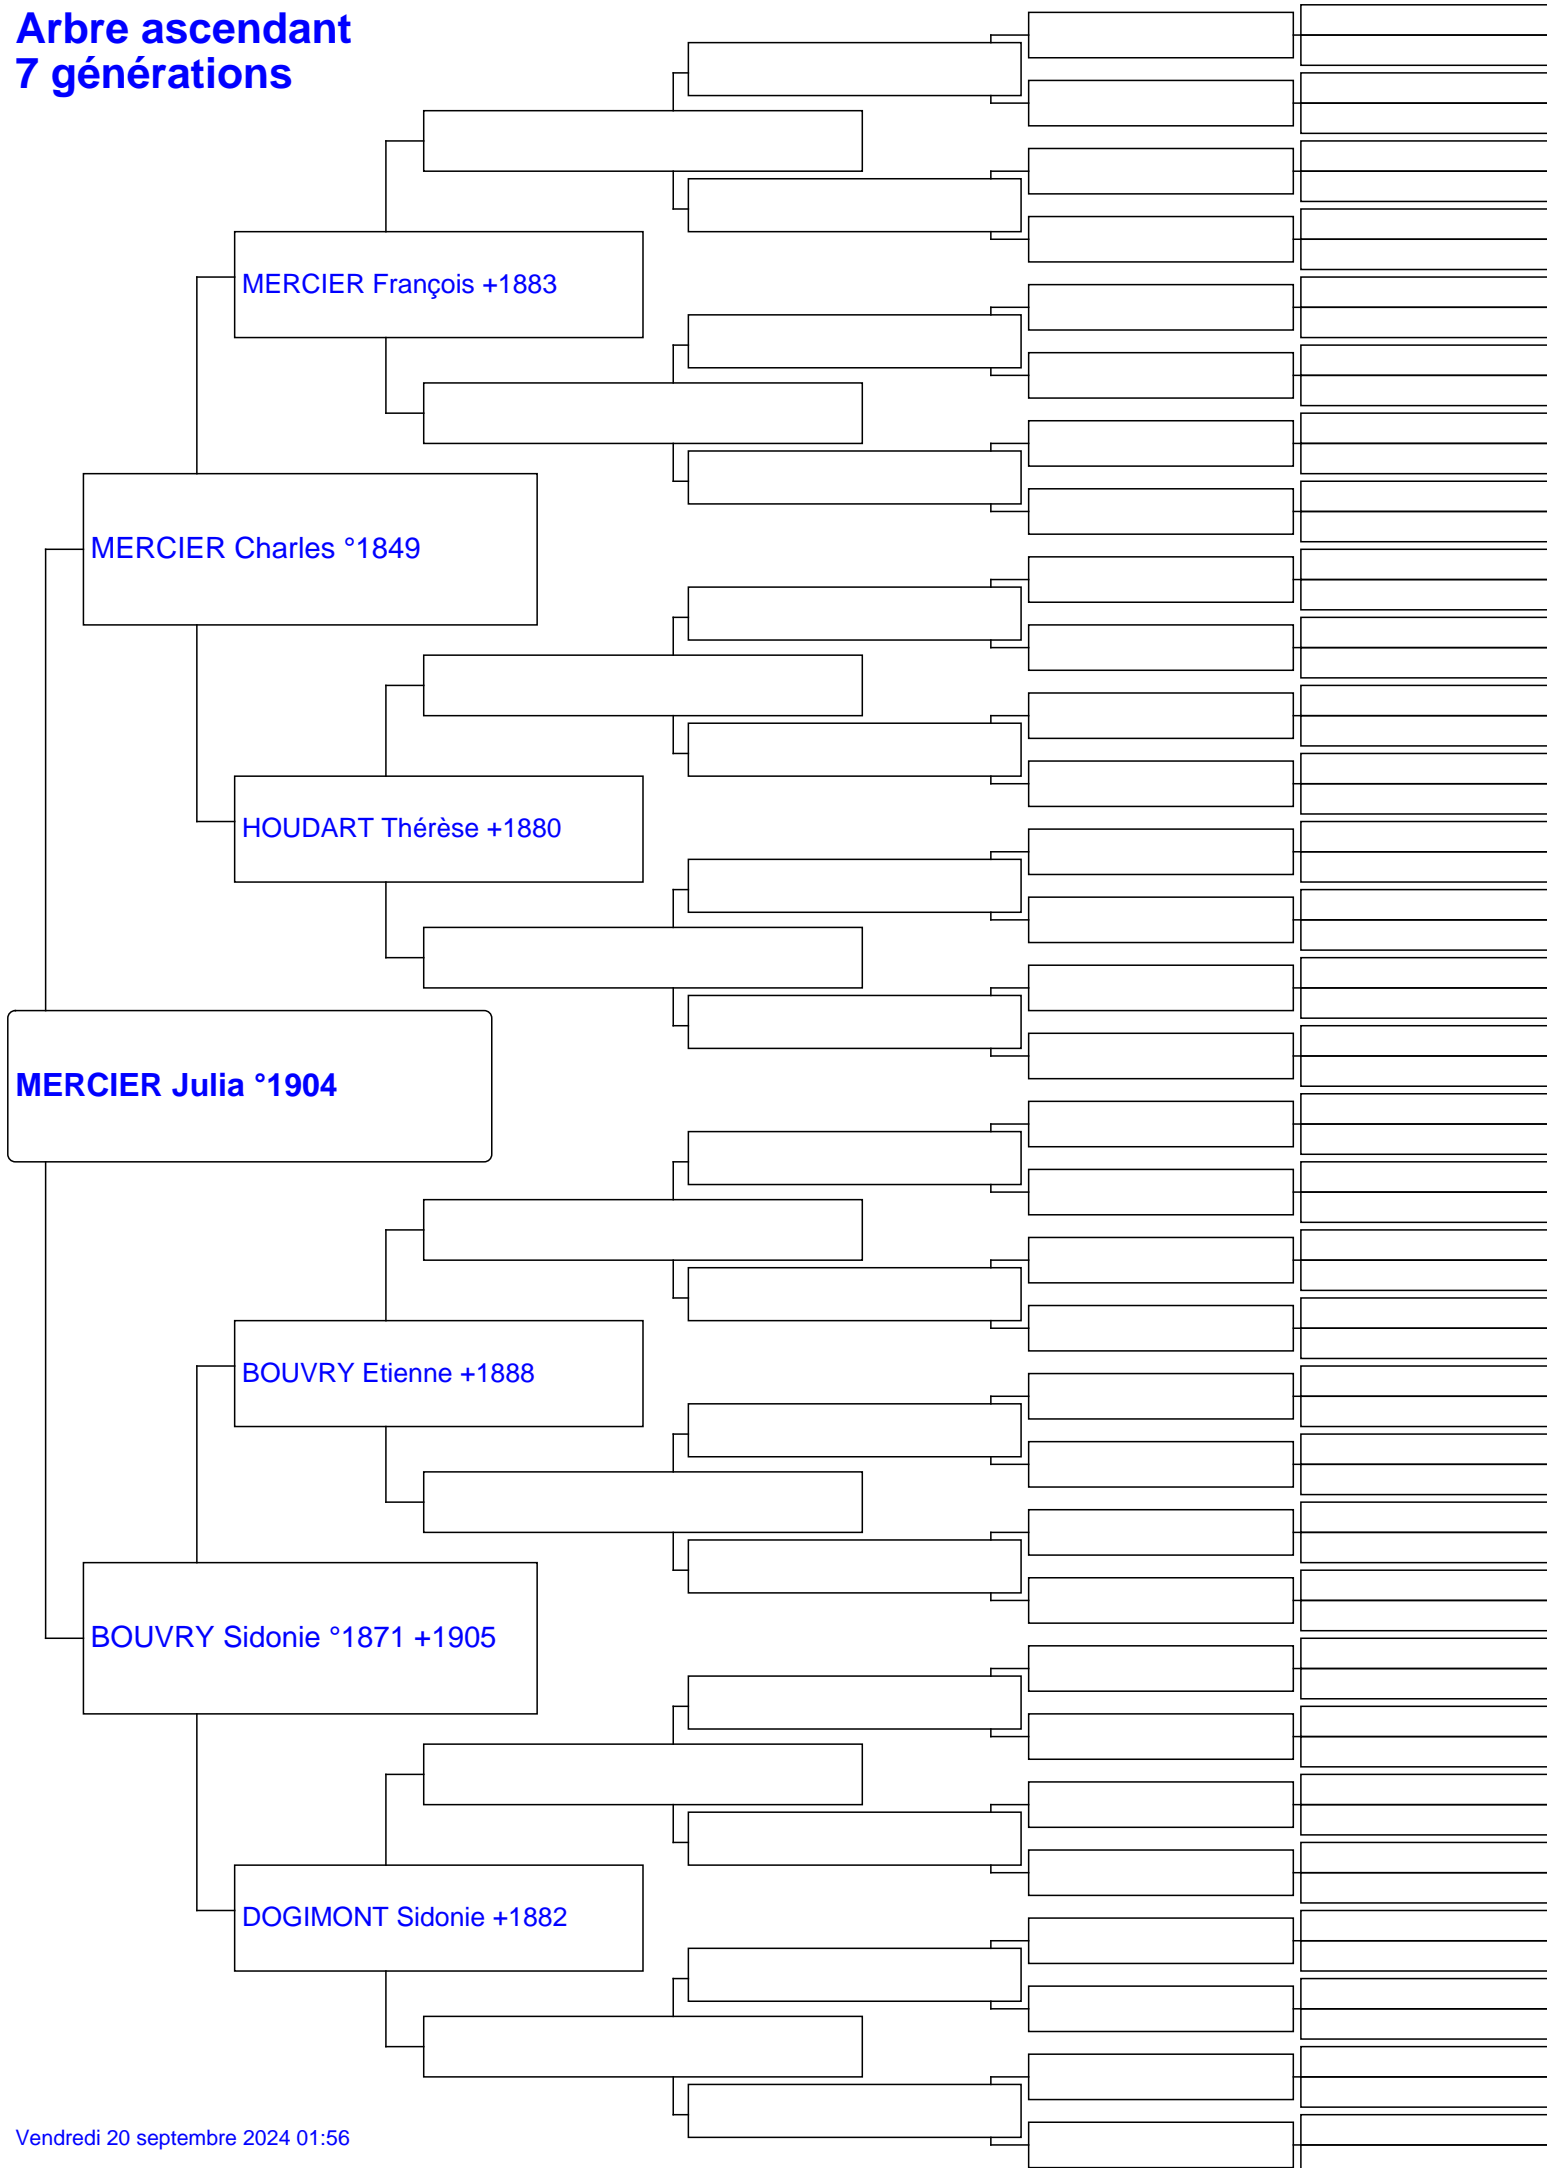 Arbre ascendant
7 générations
MERCIER François +1883
MERCIER Charles °1849
HOUDART Thérèse +1880
MERCIER Julia °1904
BOUVRY Etienne +1888
BOUVRY Sidonie °1871 +1905
DOGIMONT Sidonie +1882
Vendredi 20 septembre 2024 01:56